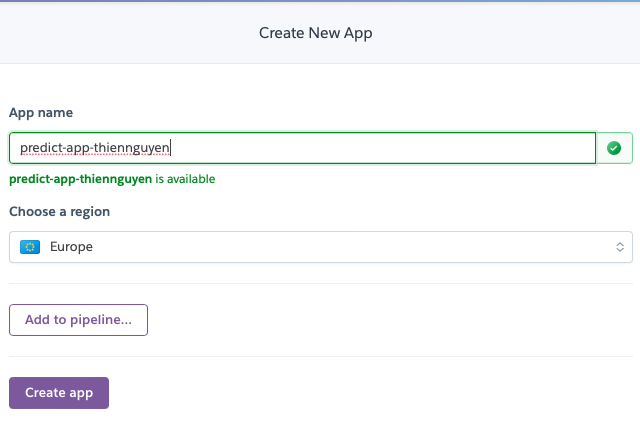 Create New App
App name
predict-app-thiennguyen
predict-app-thiennguyen is available
Choose a region
Europe
Add to pipeline...
Create app